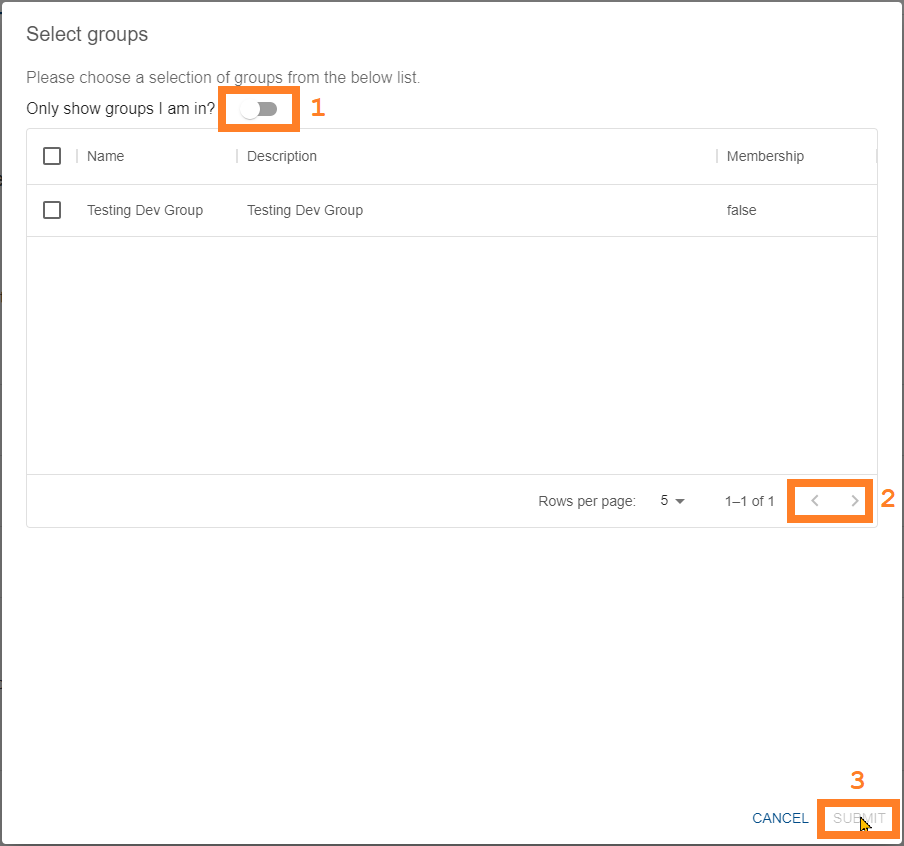 Select groups
Please choose a selection of groups from the below list.
Only show groups I am in? 1
Name Description Membership
Testing Dev Group Testing Dev Group false
Rows per page: 5 1–1 of 1 2
3
CANCEL SUBMIT